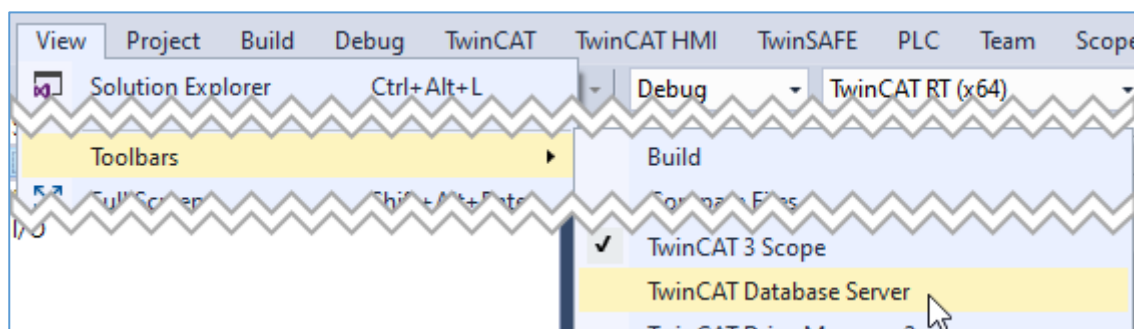 View Project Build Debug TwinCAT TwinCAT HMI TwinSAFE PLC Team Scope
Solution Explorer Ctrl+Alt+L Debug TwinCAT RT (x64)
Toolbars Build
TwinCAT 3 Scope
TwinCAT Database Server